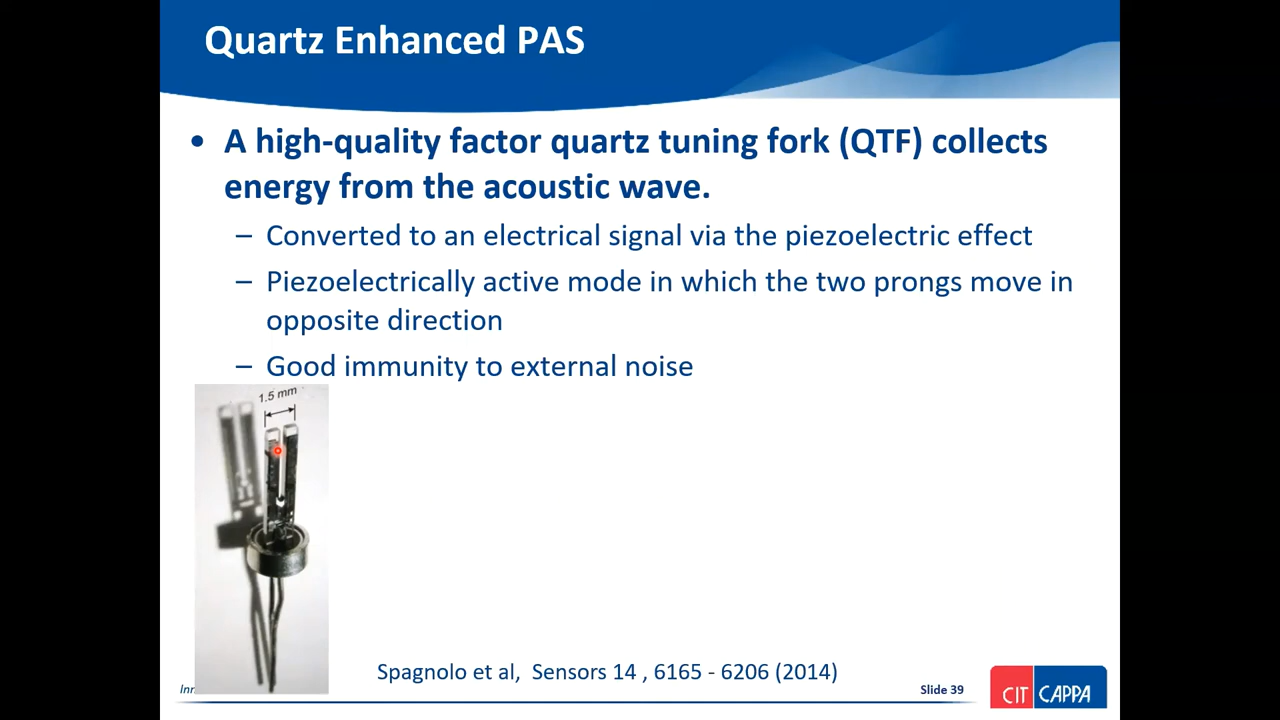 Quartz Enhanced PAS
• A high-quality factor quartz tuning fork (QTF) collects
energy from the acoustic wave.
– Converted to an electrical signal via the piezoelectric effect
– Piezoelectrically active mode in which the two prongs move in
opposite direction
– Good immunity to external noise
1.5 mm
Spagnolo et al, Sensors 14 , 6165 - 6206 (2014)
Slide 39
CIT CAPPA